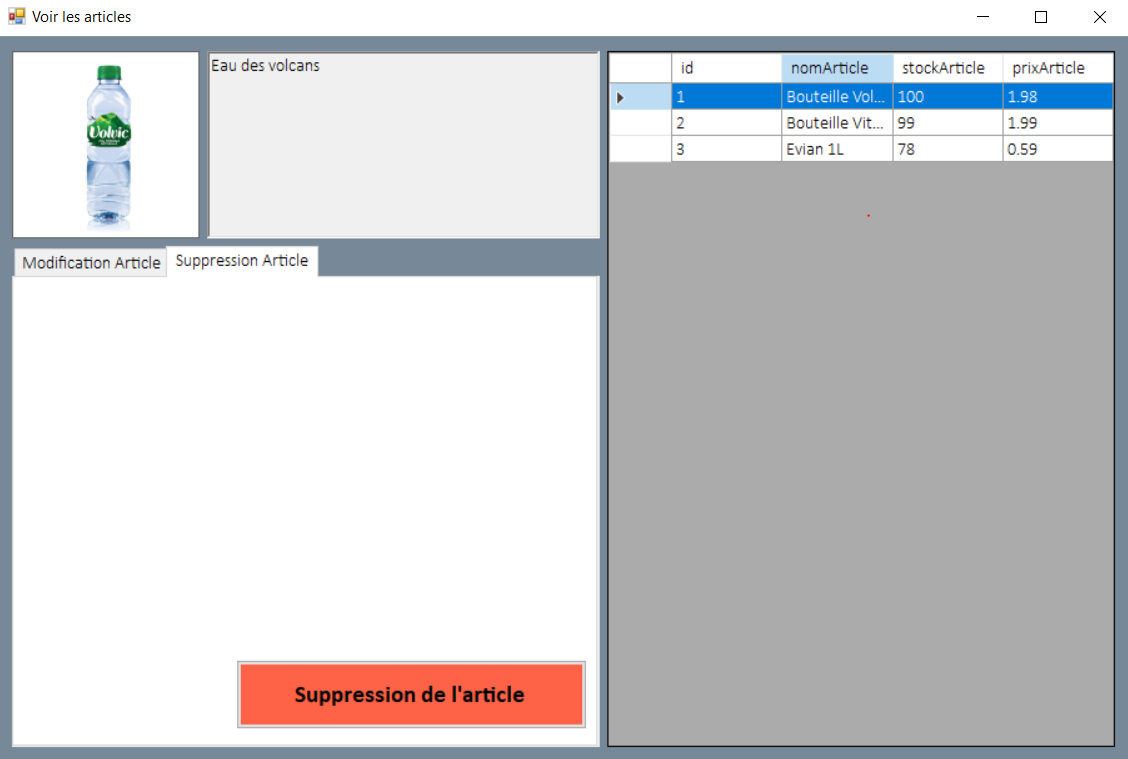 Voir les articles
Volvic
Eau des volcans
Modification Article
Suppression Article
Suppression de l'article
id nomArticle stockArticle prixArticle
1 Bouteille Vol... 100 1.98
2 Bouteille Vit... 99 1.99
3 Evian 1L 78 0.59